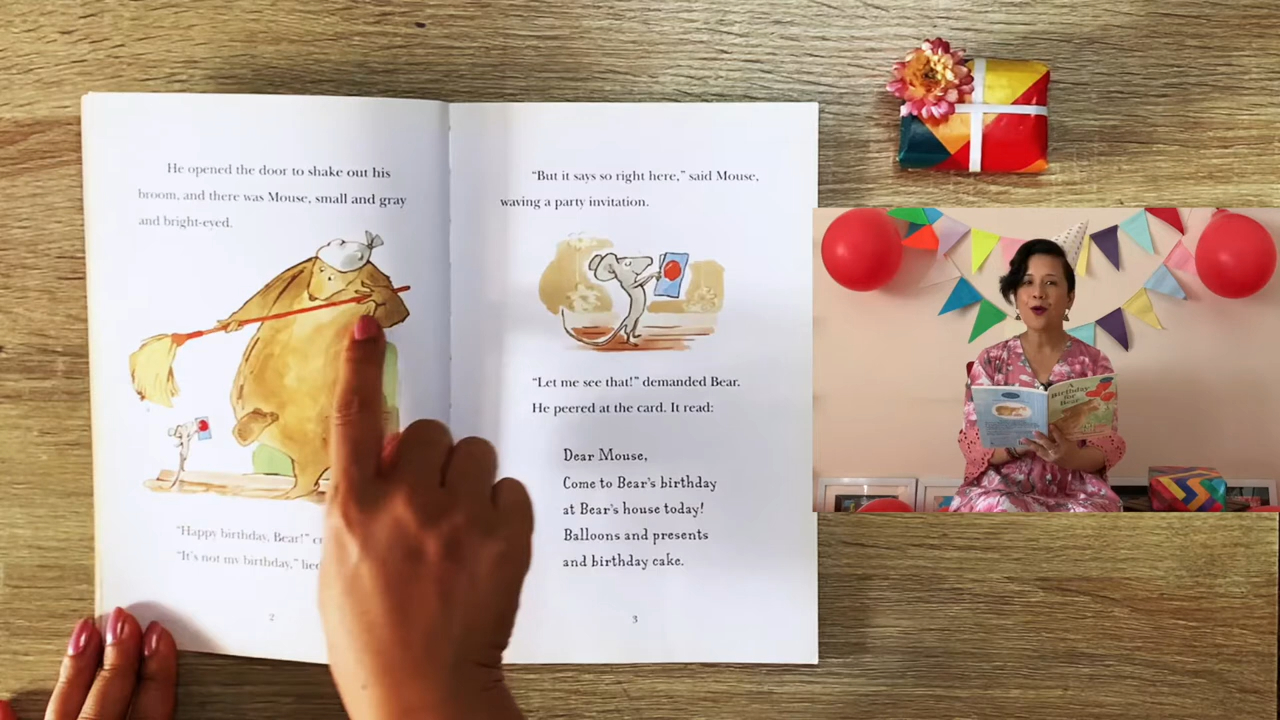 He opened the door to shake out his
broom, and there was Mouse, small and gray
and bright-eyed.
“Happy birthday, Bear!”
“It’s not my birthday,”
2
“But it says so right here,” said Mouse,
waving a party invitation.
“Let me see that!” demanded Bear.
He peered at the card. It read:
Dear Mouse,
Come to Bear’s birthday
at Bear’s house today!
Balloons and presents
and birthday cake.
3
A
Birthday
for
Bear